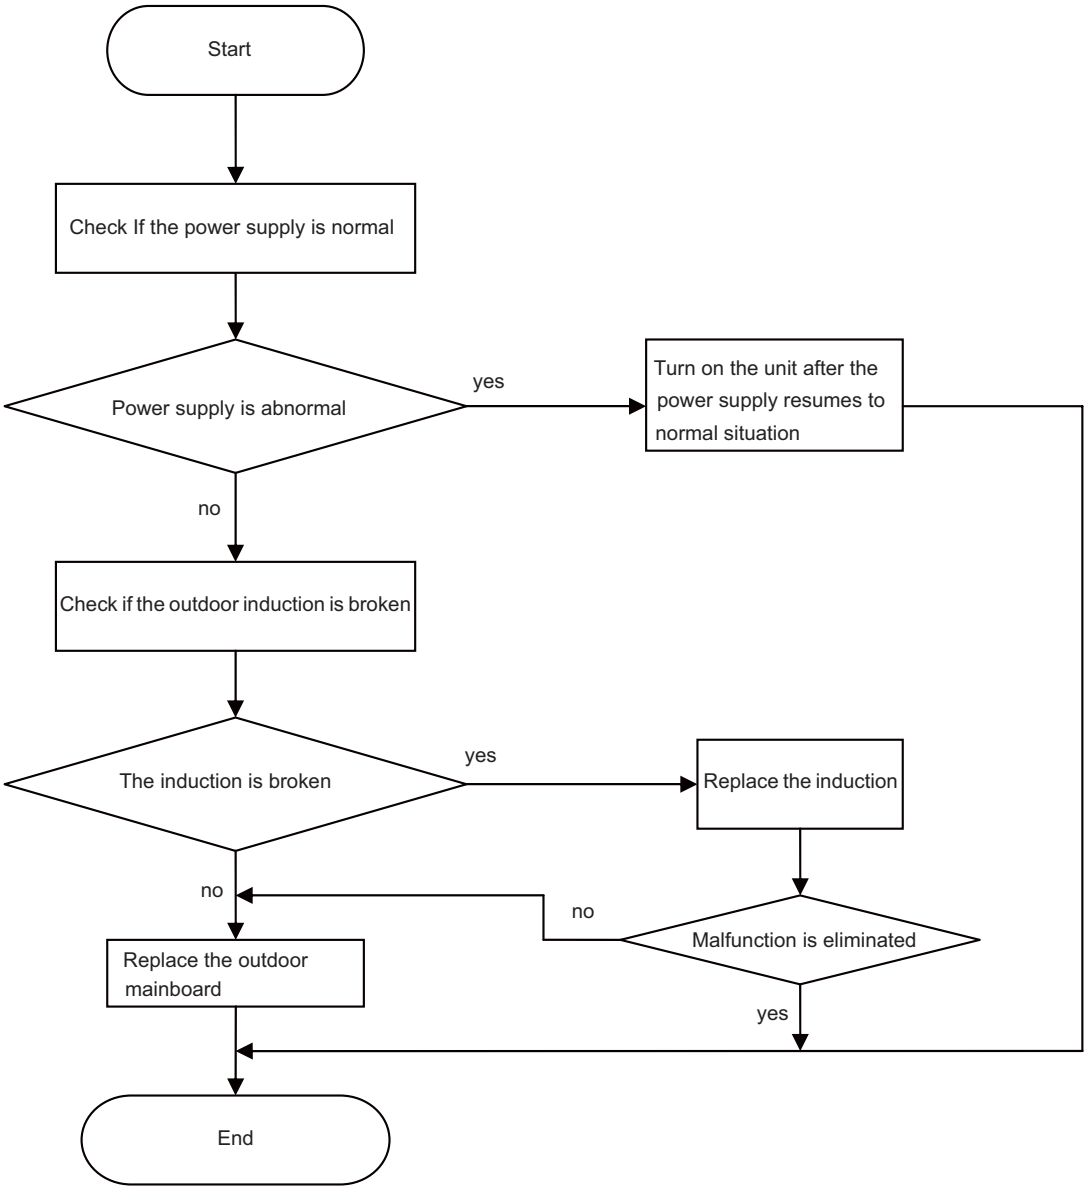 Start
Check If the power supply is normal
Power supply is abnormal
yes
Turn on the unit after the
power supply resumes to
normal situation
no
Check if the outdoor induction is broken
The induction is broken
yes
Replace the induction
no
no
Malfunction is eliminated
Replace the outdoor
mainboard
yes
End